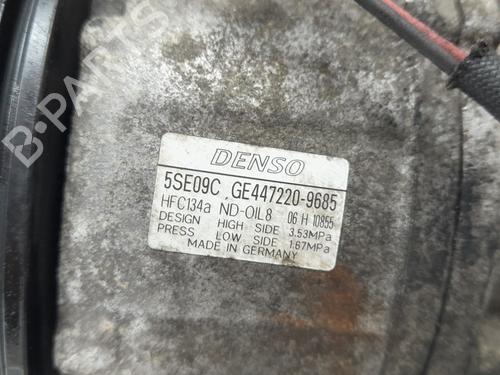 B-PARTS
DENSO
5SE09C GE447220-9685
HFC134a ND-OIL8 06 H 10855
DESIGN HIGH SIDE 3.53MPa
PRESS LOW SIDE 1.67MPa
MADE IN GERMANY